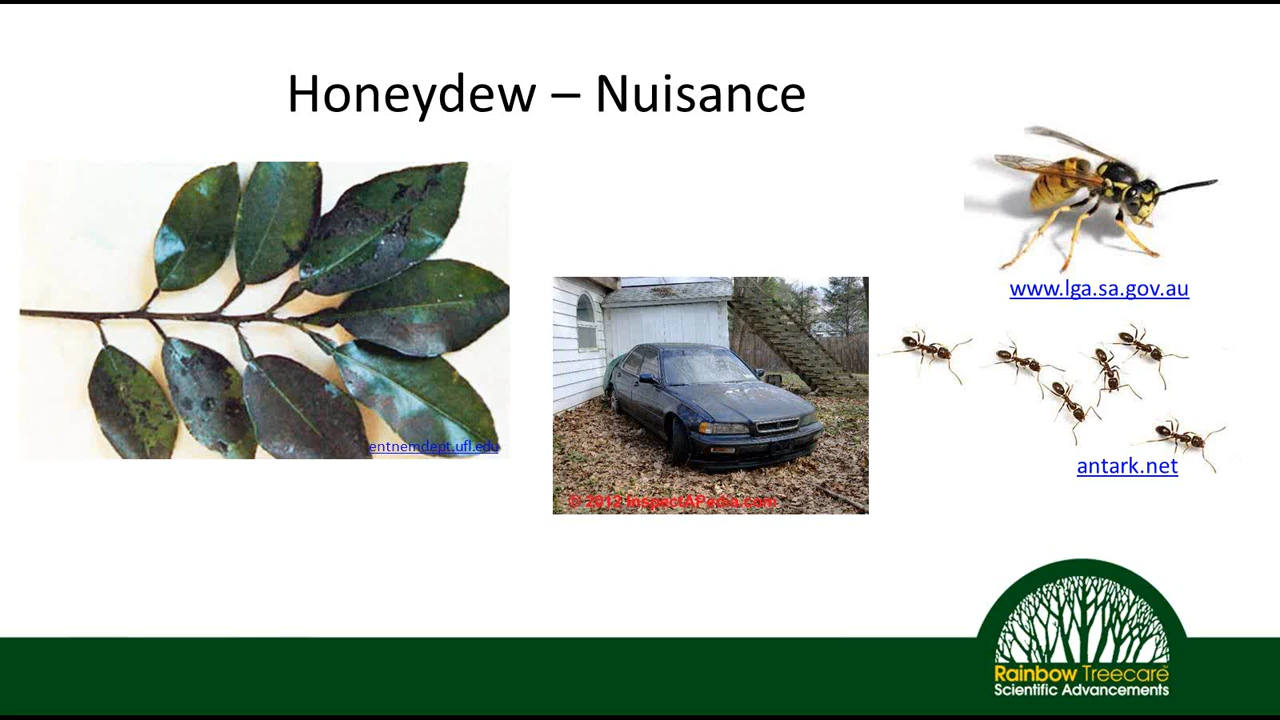 Honeydew – Nuisance
www.lga.sa.gov.au
entnemdept.ufl.edu
© 2012 InspectAPedia.com
antark.net
Rainbow Treecare
Scientific Advancements